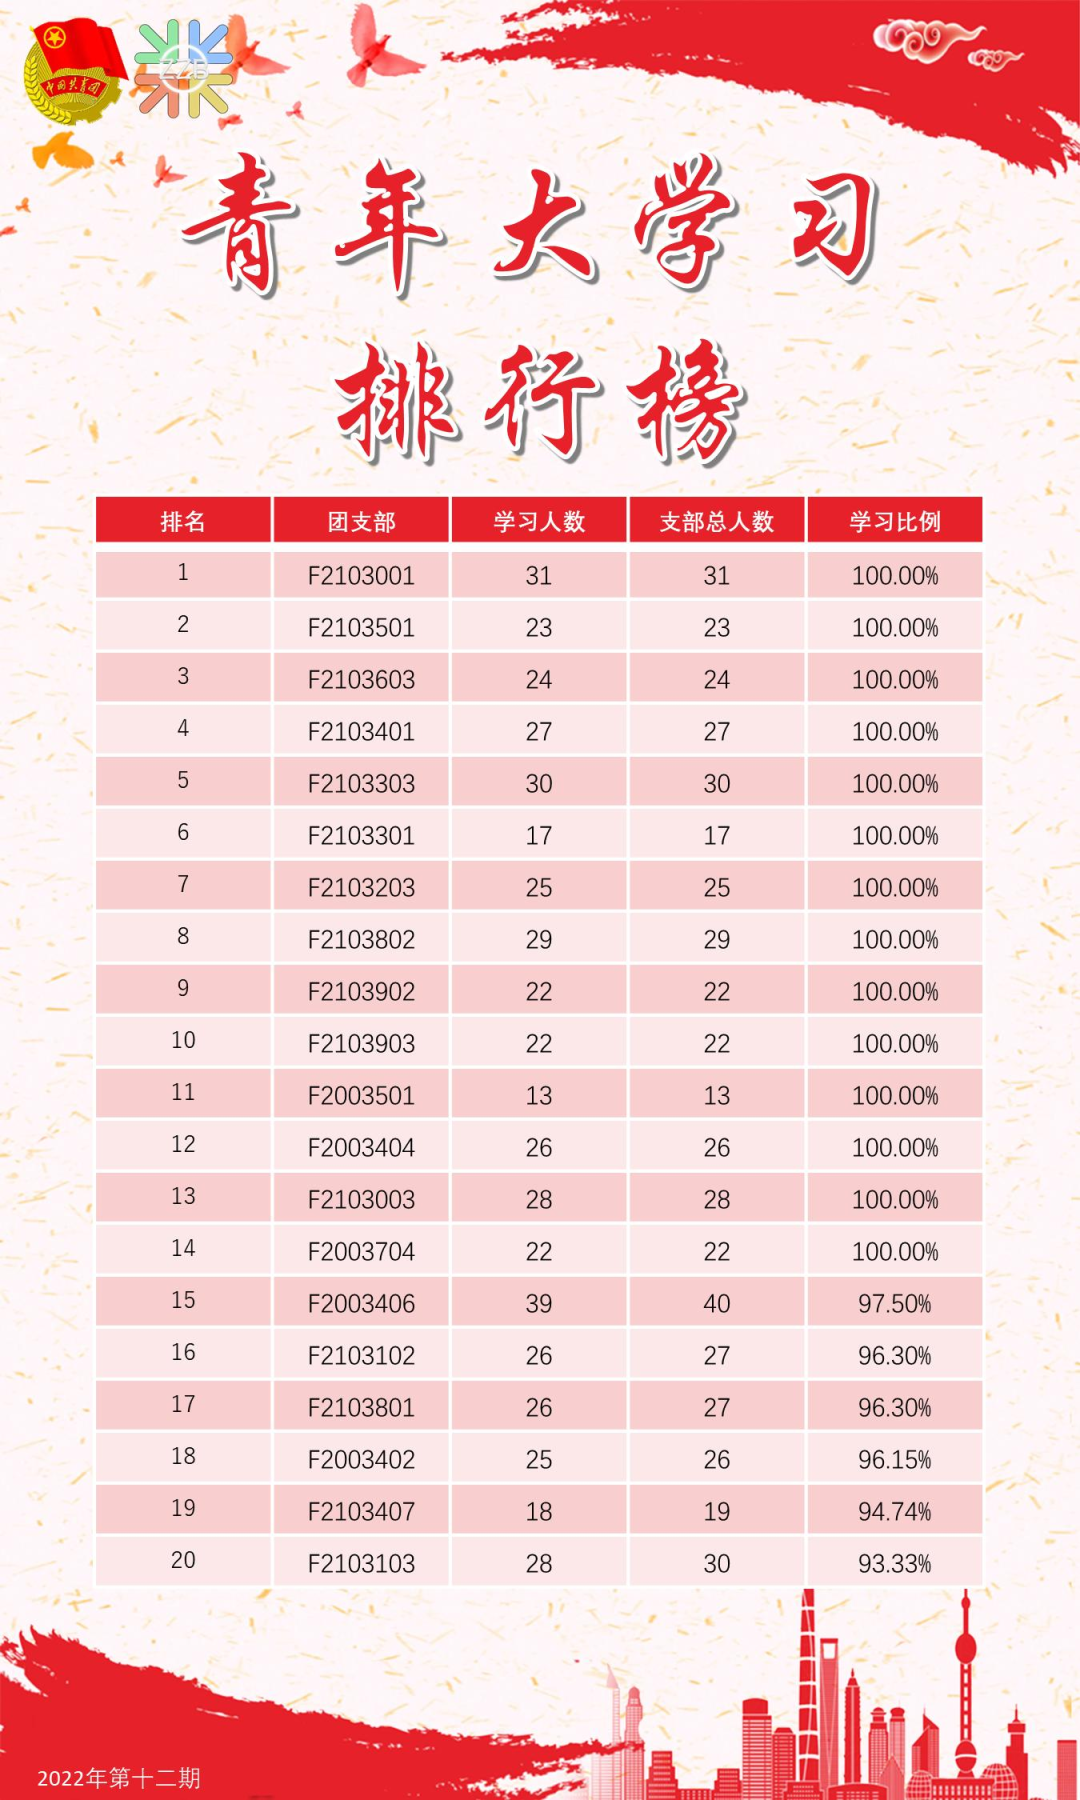 中国共青团
ZZB
青年大学习
排行榜
排名 团支部 学习人数 支部总人数 学习比例
1 F2103001 31 31 100.00%
2 F2103501 23 23 100.00%
3 F2103603 24 24 100.00%
4 F2103401 27 27 100.00%
5 F2103303 30 30 100.00%
6 F2103301 17 17 100.00%
7 F2103203 25 25 100.00%
8 F2103802 29 29 100.00%
9 F2103902 22 22 100.00%
10 F2103903 22 22 100.00%
11 F2003501 13 13 100.00%
12 F2003404 26 26 100.00%
13 F2103003 28 28 100.00%
14 F2003704 22 22 100.00%
15 F2003406 39 40 97.50%
16 F2103102 26 27 96.30%
17 F2103801 26 27 96.30%
18 F2003402 25 26 96.15%
19 F2103407 18 19 94.74%
20 F2103103 28 30 93.33%
2022年第十二期